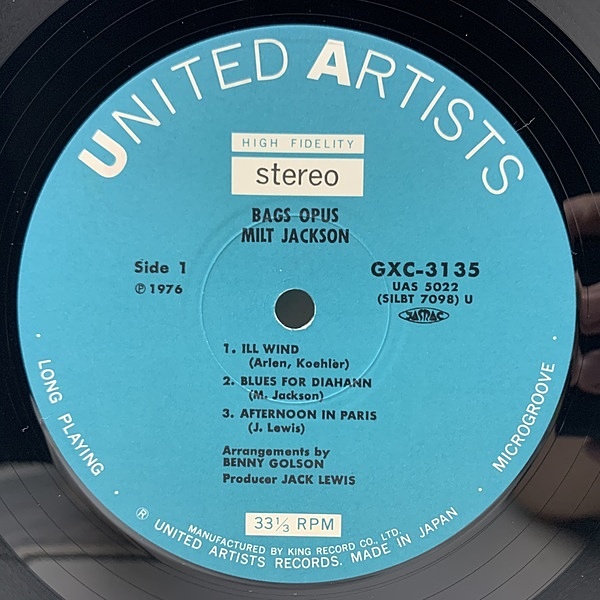 UNITED ARTISTS
HIGH FIDELITY
stereo
BAGS OPUS
MILT JACKSON
Side 1
℗ 1976
GXC-3135
UAS 5022
(SILBT 7098) U
JASRAC
1. ILL WIND
(Arlen, Koehler)
2. BLUES FOR DIAHANN
(M. Jackson)
3. AFTERNOON IN PARIS
(J. Lewis)
Arrangements by
BENNY GOLSON
Producer JACK LEWIS
· LONG PLAYING ·
· MICROGROOVE ·
33⅓ RPM
MANUFACTURED BY KING RECORD CO., LTD.
® UNITED ARTISTS RECORDS. MADE IN JAPAN